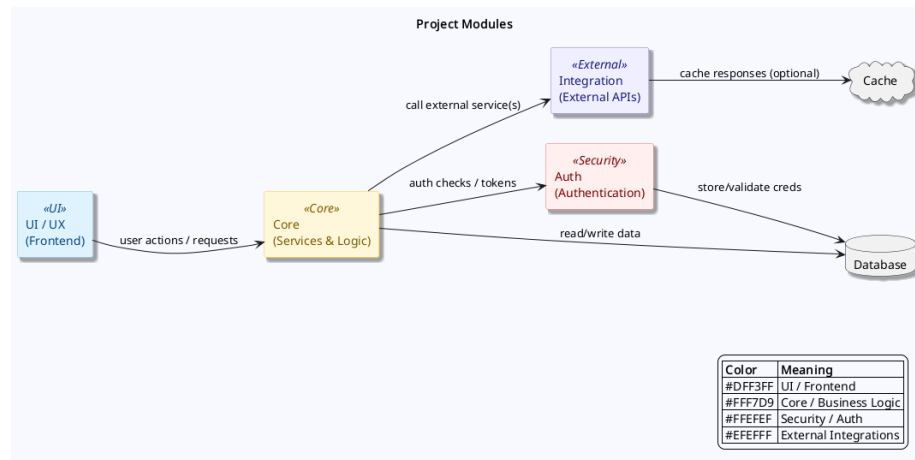 Project Modules
«External»
Integration
(External APIs)
cache responses (optional)
Cache
call external service(s)
«Security»
Auth
(Authentication)
auth checks / tokens
store/validate creds
«UI»
UI / UX
(Frontend)
user actions / requests
«Core»
Core
(Services & Logic)
read/write data
Database
Color Meaning
#DFF3FF UI / Frontend
#FFF7D9 Core / Business Logic
#FFEFEF Security / Auth
#EFEFFF External Integrations